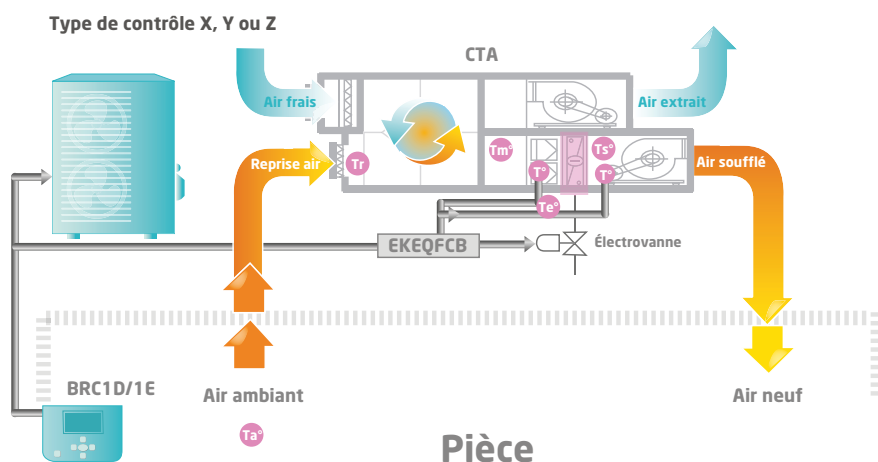 Type de contrôle X, Y ou Z
CTA
Air frais
Air extrait
Reprise air
Tr
Tm°
Ts°
T°
T°
Air soufflé
Te°
EKEQFCB
Électrovanne
BRC1D/1E
Air ambiant
Air neuf
Ta°
Pièce